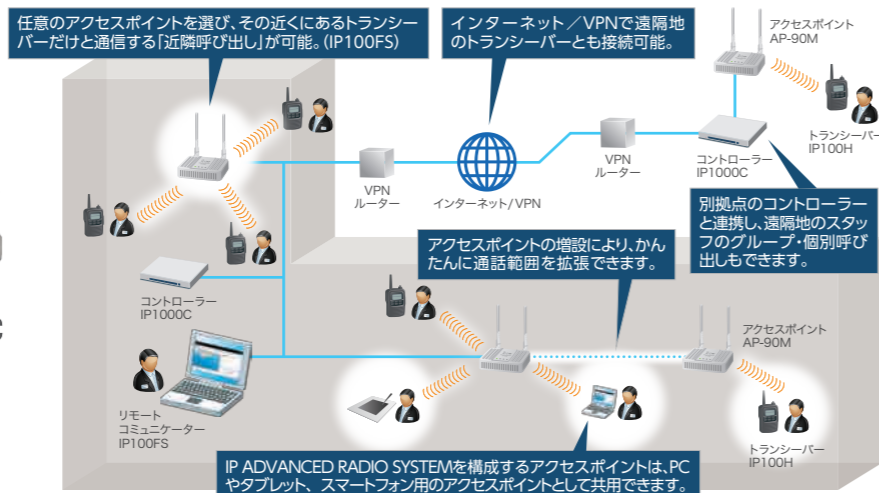 任意のアクセスポイントを選び、その近くにあるトランシー
バーだけと通信する「近隣呼び出し」が可能。(IP100FS)
インターネット／VPNで遠隔地
のトランシーバーとも接続可能。
アクセスポイント
AP-90M
トランシーバー
IP100H
VPN
ルーター
インターネット/VPN
VPN
ルーター
コントローラー
IP1000C
別拠点のコントローラー
と連携し、遠隔地のスタッ
フのグループ・個別呼び
出しもできます。
アクセスポイントの増設により、かん
たんに通話範囲を拡張できます。
コントローラー
IP1000C
アクセスポイント
AP-90M
リモート
コミュニケーター
IP100FS
トランシーバー
IP100H
IP ADVANCED RADIO SYSTEMを構成するアクセスポイントは、PC
やタブレット、スマートフォン用のアクセスポイントとして共用できます。